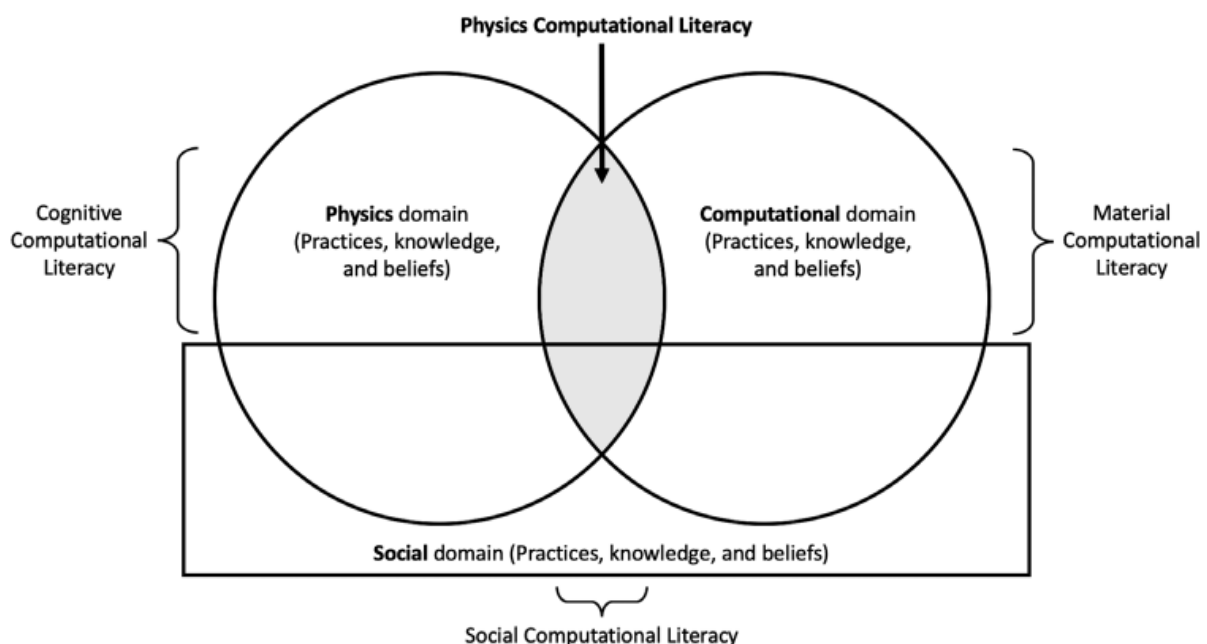 Physics Computational Literacy
Cognitive
Computational
Literacy
Physics domain
(Practices, knowledge,
and beliefs)
Computational domain
(Practices, knowledge,
and beliefs)
Material
Computational
Literacy
Social domain (Practices, knowledge, and beliefs)
Social Computational Literacy